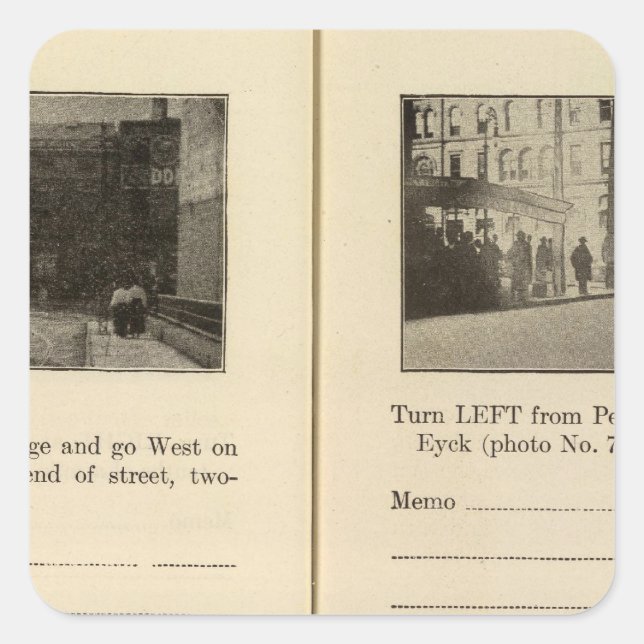 DD
ge and go West on
end of street, two-
Turn LEFT from Pe
Eyck (photo No. 7
Memo